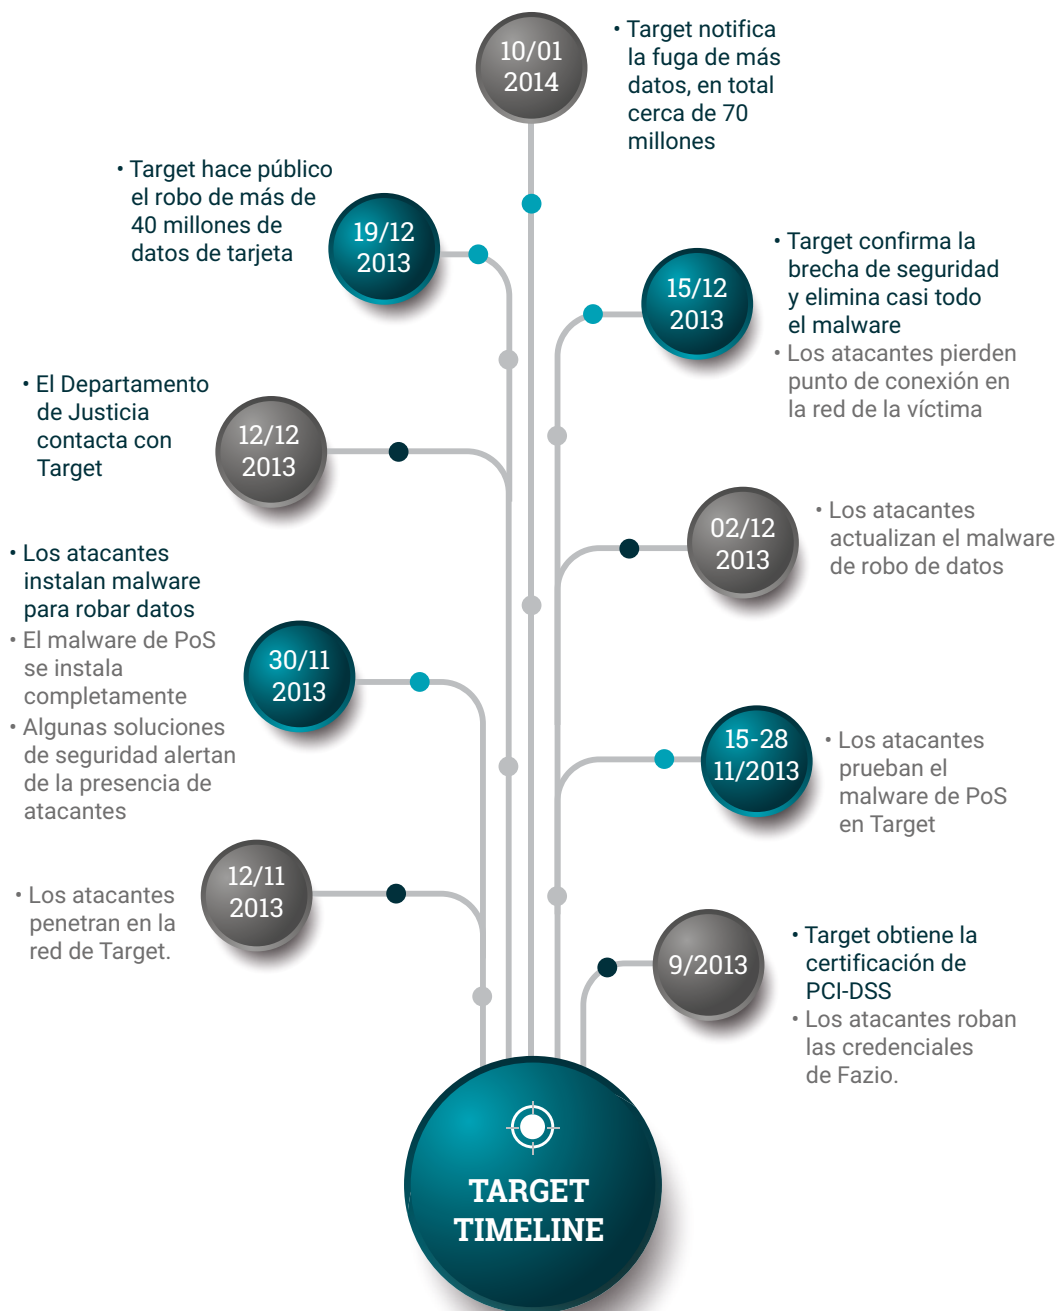 10/01
2014
• Target notifica
la fuga de más
datos, en total
cerca de 70
millones
• Target hace público
el robo de más de
40 millones de
datos de tarjeta
19/12
2013
15/12
2013
• Target confirma la
brecha de seguridad
y elimina casi todo
el malware
• Los atacantes pierden
punto de conexión en
la red de la víctima
• El Departamento
de Justicia
contacta con
Target
12/12
2013
02/12
2013
• Los atacantes
actualizan el malware
de robo de datos
• Los atacantes
instalan malware
para robar datos
• El malware de PoS
se instala
completamente
• Algunas soluciones
de seguridad alertan
de la presencia de
atacantes
30/11
2013
15-28
11/2013
• Los atacantes
prueban el
malware de PoS
en Target
• Los atacantes
penetran en la
red de Target.
12/11
2013
9/2013
• Target obtiene la
certificación de
PCI-DSS
• Los atacantes roban
las credenciales
de Fazio.
TARGET
TIMELINE